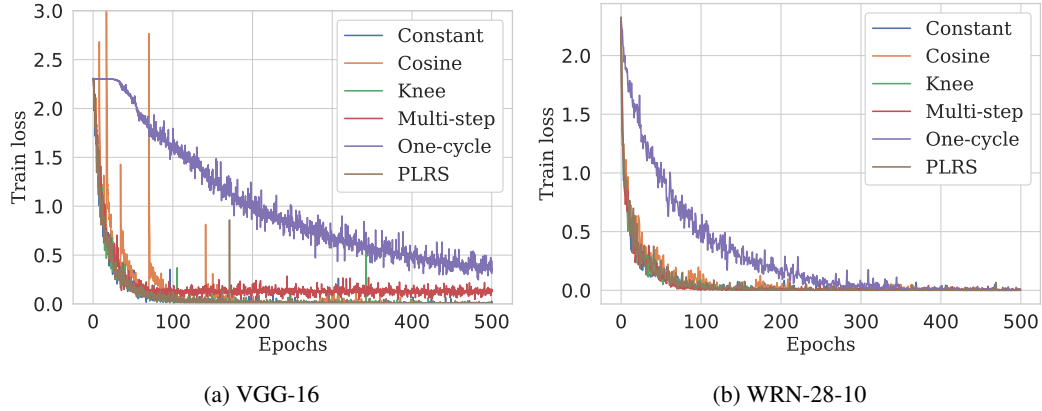 3.0
2.5
2.0
1.5
1.0
0.5
0.0
Train loss
0 100 200 300 400 500
Epochs
Constant
Cosine
Knee
Multi-step
One-cycle
PLRS
(a) VGG-16
2.0
1.5
1.0
0.5
0.0
Train loss
0 100 200 300 400 500
Epochs
Constant
Cosine
Knee
Multi-step
One-cycle
PLRS
(b) WRN-28-10